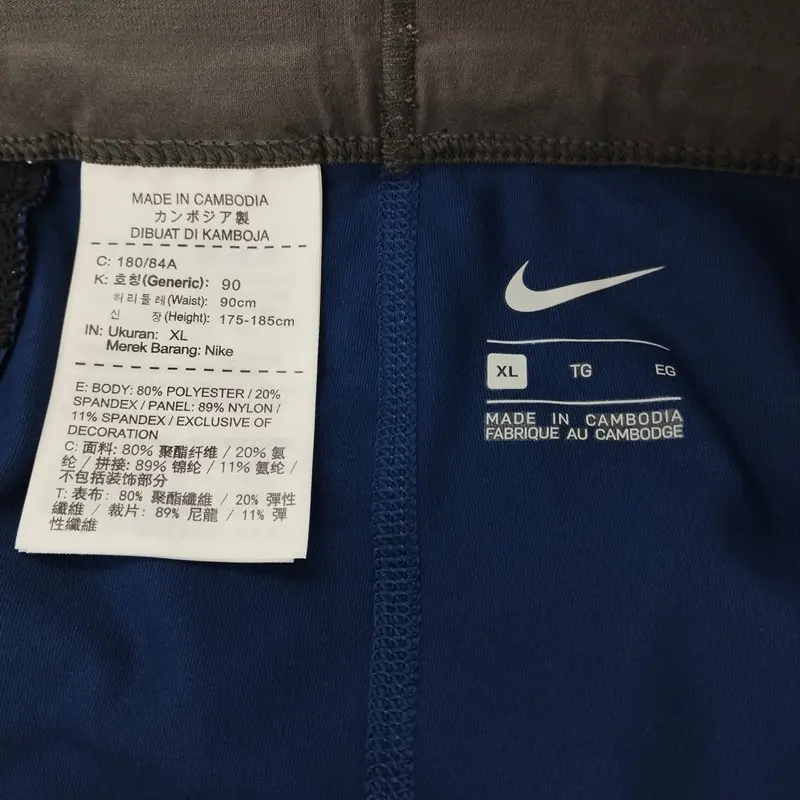 MADE IN CAMBODIA
カンボジア製
DIBUAT DI KAMBOJA
C: 180/84A
K: 호칭(Generic): 90
허리둘레(Waist): 90cm
신 장(Height): 175-185cm
IN: Ukuran: XL
Merek Barang: Nike
E: BODY: 80% POLYESTER / 20%
SPANDEX / PANEL: 89% NYLON /
11% SPANDEX / EXCLUSIVE OF
DECORATION
C: 面料: 80% 聚酯纤维 / 20% 氨
纶 / 拼接: 89% 锦纶 / 11% 氨纶 /
不包括装饰部分
T: 表布: 80% 聚酯纖維 / 20% 彈性
纖維 / 裁片: 89% 尼龍 / 11% 彈
性纖維
XL TG EG
MADE IN CAMBODIA
FABRIQUE AU CAMBODGE